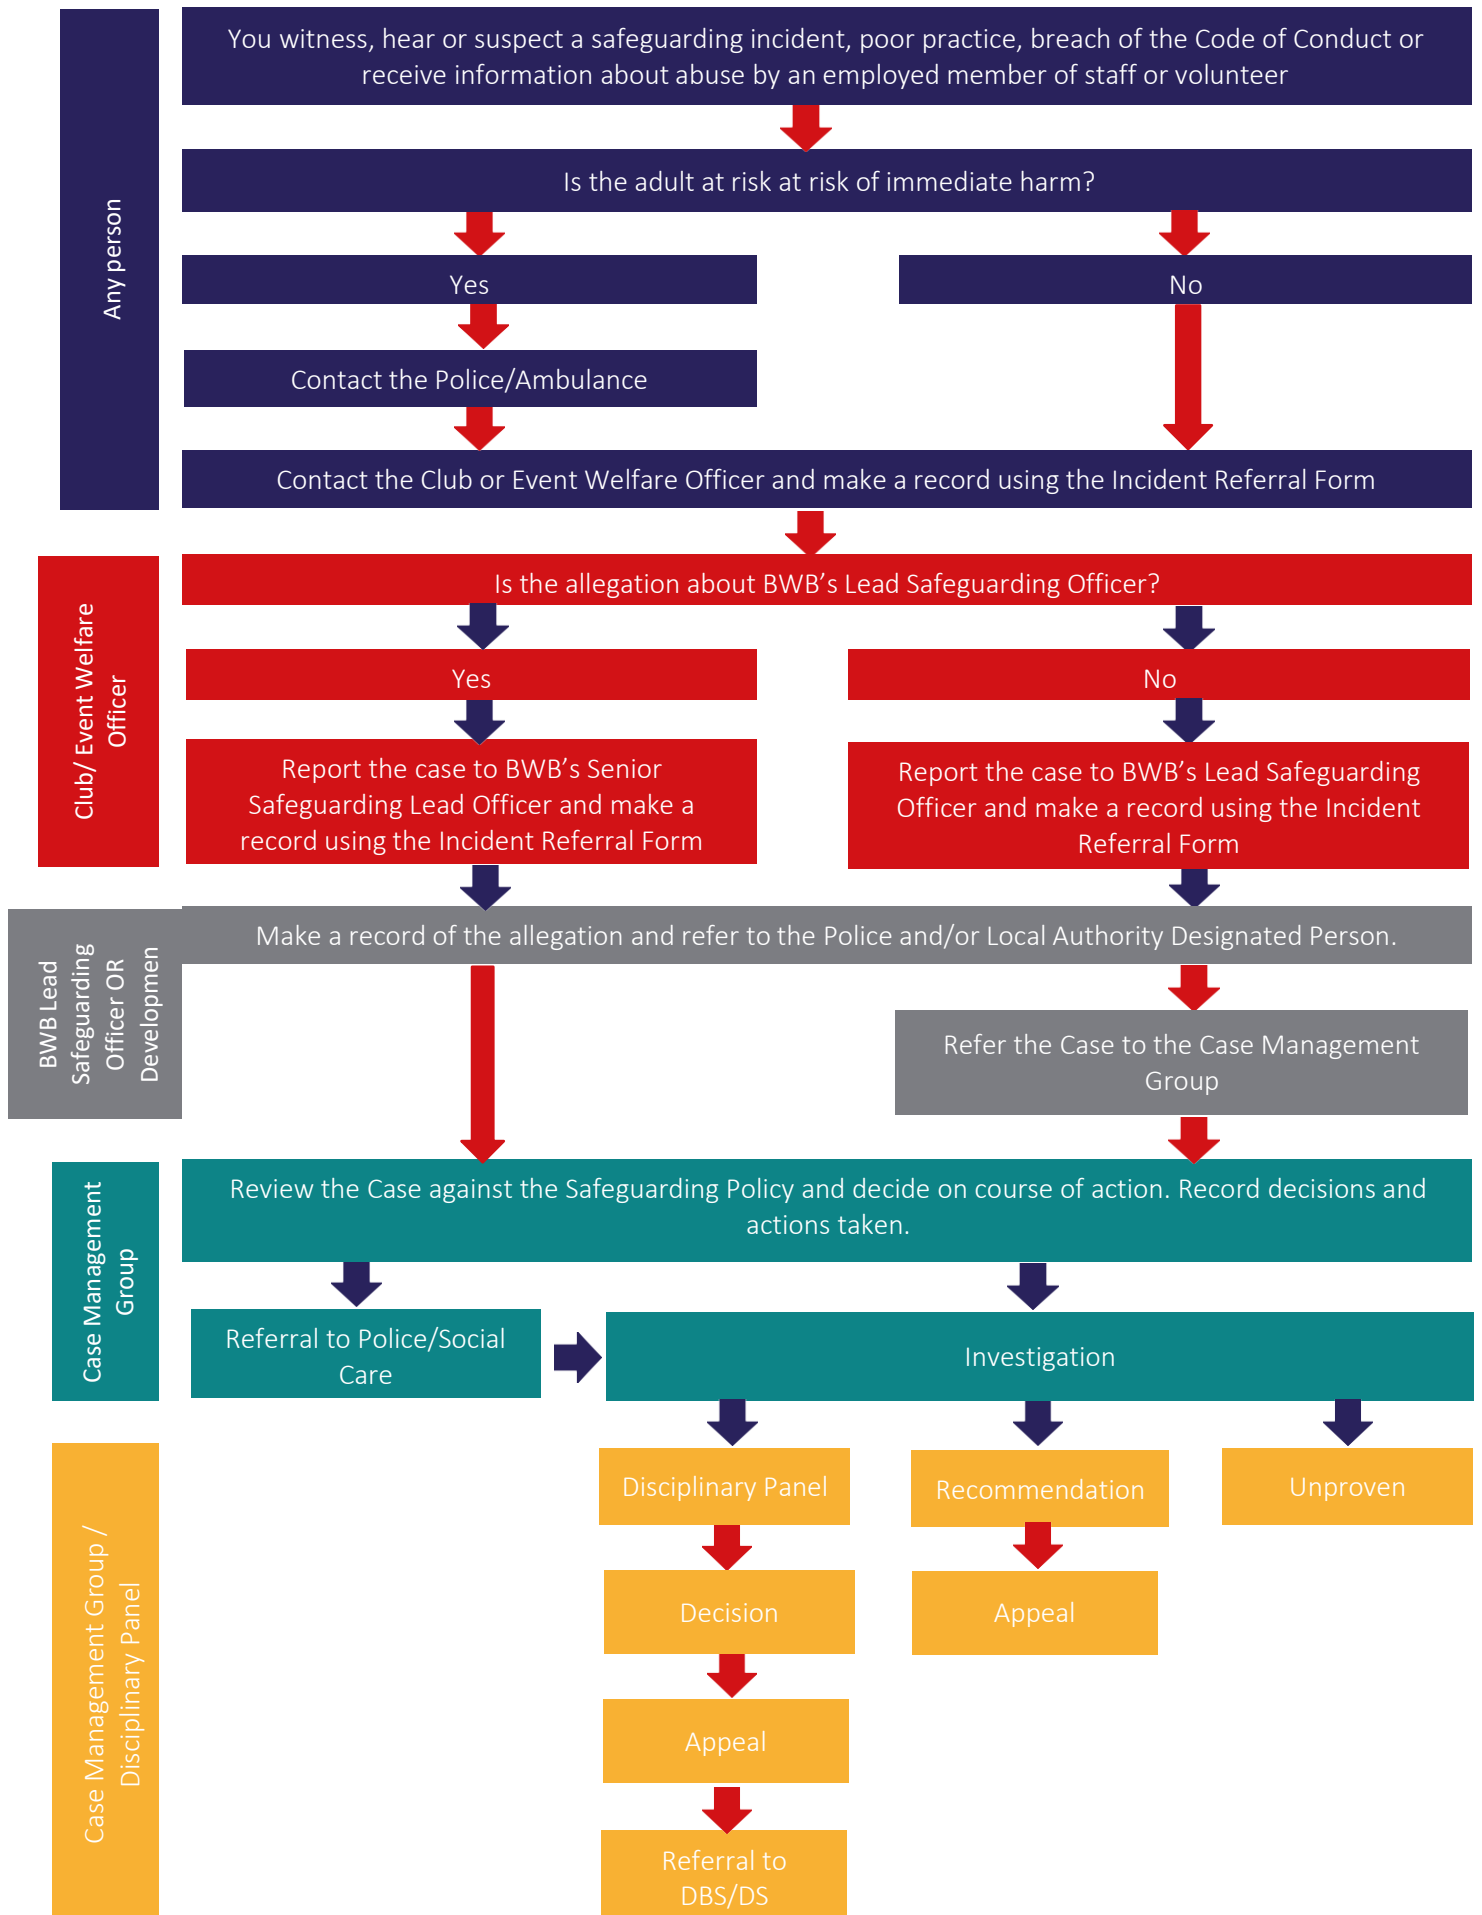 Any person
You witness, hear or suspect a safeguarding incident, poor practice, breach of the Code of Conduct or
receive information about abuse by an employed member of staff or volunteer
Is the adult at risk at risk of immediate harm?
Yes
No
Contact the Police/Ambulance
Contact the Club or Event Welfare Officer and make a record using the Incident Referral Form
Club/ Event Welfare
Officer
Is the allegation about BWB’s Lead Safeguarding Officer?
Yes
No
Report the case to BWB’s Senior
Safeguarding Lead Officer and make a
record using the Incident Referral Form
Report the case to BWB’s Lead Safeguarding
Officer and make a record using the Incident
Referral Form
BWB Lead
Safeguarding
Officer OR
Developmen
Make a record of the allegation and refer to the Police and/or Local Authority Designated Person.
Refer the Case to the Case Management
Group
Case Management
Group
Review the Case against the Safeguarding Policy and decide on course of action. Record decisions and
actions taken.
Referral to Police/Social
Care
Investigation
Case Management Group /
Disciplinary Panel
Disciplinary Panel
Recommendation
Unproven
Decision
Appeal
Appeal
Referral to
DBS/DS